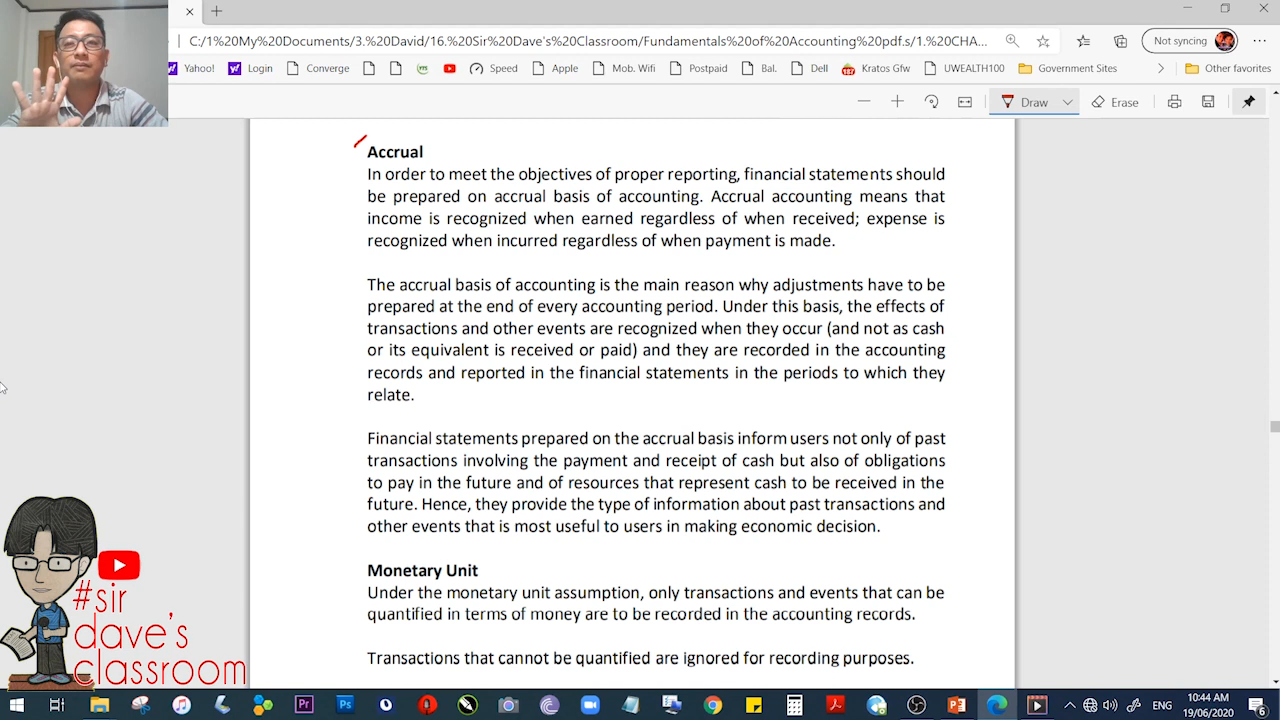 C:/1%20My%20Documents/3.%20David/16.%20Sir%20Dave's%20Classroom/Fundamentals%20of%20Accounting%20pdf.s/1.%20CHA...
Not syncing
Yahoo!
Login
Converge
Speed
Apple
Mob. Wifi
Postpaid
Bal.
Dell
Kratos Gfw
UWEALTH100
Government Sites
Other favorites
Draw
Erase
Accrual
In order to meet the objectives of proper reporting, financial statements should
be prepared on accrual basis of accounting. Accrual accounting means that
income is recognized when earned regardless of when received; expense is
recognized when incurred regardless of when payment is made.
The accrual basis of accounting is the main reason why adjustments have to be
prepared at the end of every accounting period. Under this basis, the effects of
transactions and other events are recognized when they occur (and not as cash
or its equivalent is received or paid) and they are recorded in the accounting
records and reported in the financial statements in the periods to which they
relate.
Financial statements prepared on the accrual basis inform users not only of past
transactions involving the payment and receipt of cash but also of obligations
to pay in the future and of resources that represent cash to be received in the
future. Hence, they provide the type of information about past transactions and
other events that is most useful to users in making economic decision.
Monetary Unit
Under the monetary unit assumption, only transactions and events that can be
quantified in terms of money are to be recorded in the accounting records.
Transactions that cannot be quantified are ignored for recording purposes.
#sir
dave's
classroom
ENG
10:44 AM
19/06/2020